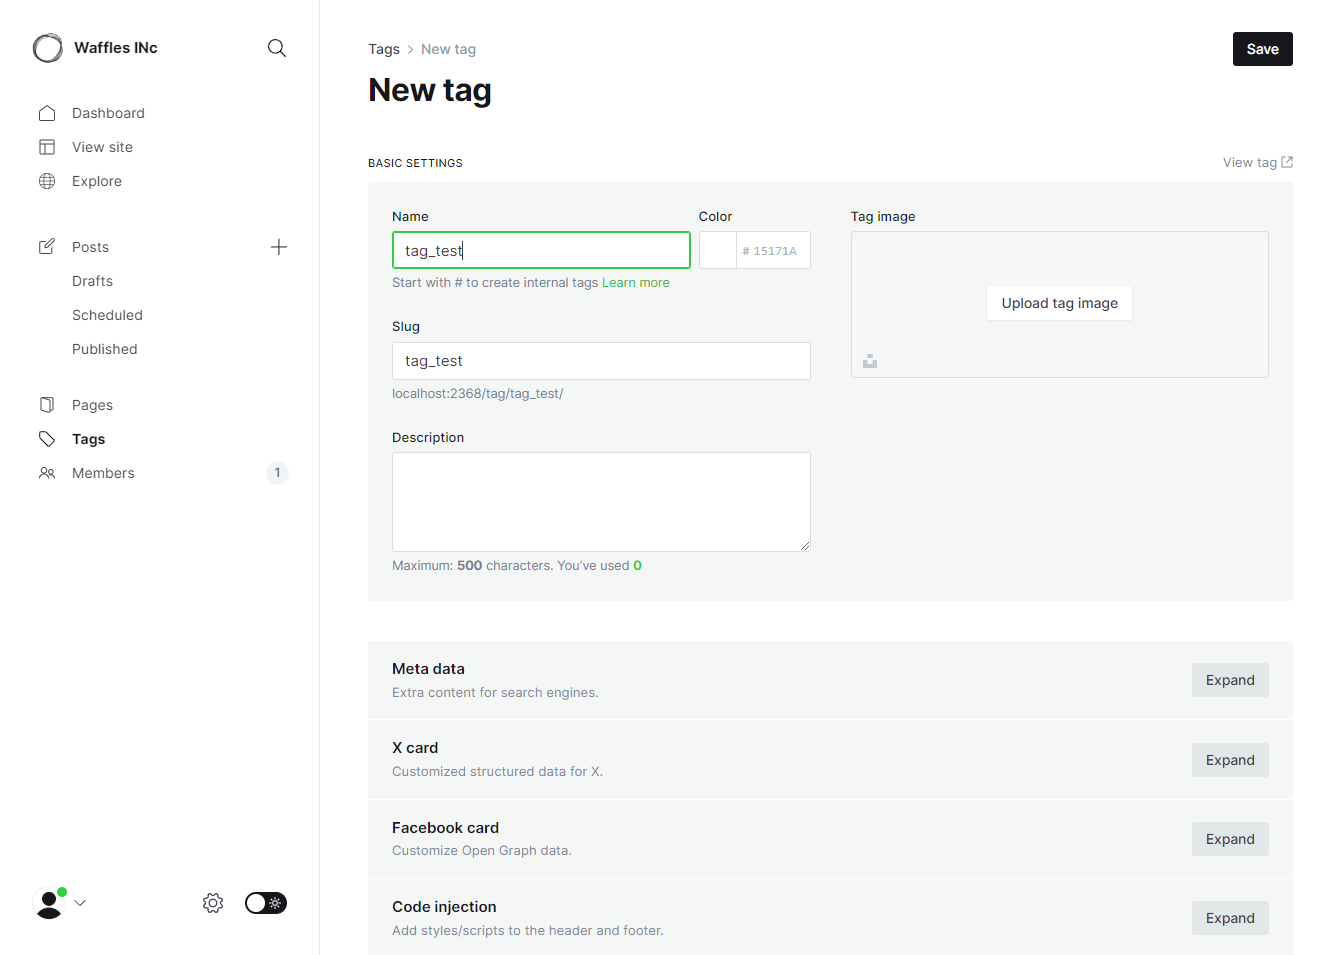 Waffles INc
Dashboard
View site
Explore
Posts
Drafts
Scheduled
Published
Pages
Tags
Members
1
Tags > New tag
Save
New tag
BASIC SETTINGS
View tag
Name
tag_test
Start with # to create internal tags Learn more
Color
# 15171A
Tag image
Upload tag image
Slug
tag_test
localhost:2368/tag/tag_test/
Description
Maximum: 500 characters. You’ve used 0
Meta data
Extra content for search engines.
Expand
X card
Customized structured data for X.
Expand
Facebook card
Customize Open Graph data.
Expand
Code injection
Add styles/scripts to the header and footer.
Expand